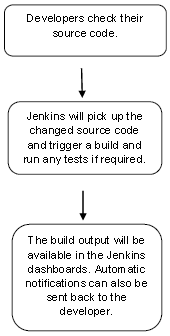 Developers check their
source code.
Jenkins will pick up the
changed source code
and trigger a build and
run any tests if required.
The build output will be
available in the Jenkins
dashboards. Automatic
notifications can also be
sent back to the
developer.